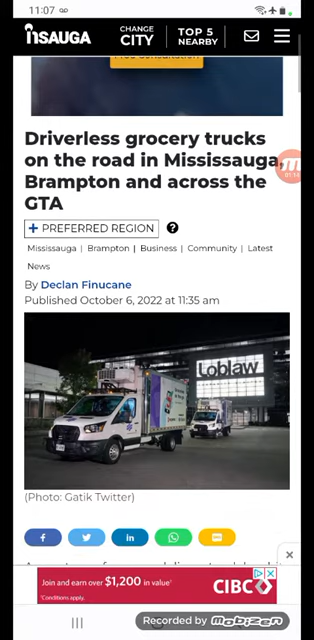 11:07
insauga
CHANGE
CITY
TOP 5
NEARBY
Driverless grocery trucks
on the road in Mississauga,
Brampton and across the
GTA
+ PREFERRED REGION ?
Mississauga | Brampton | Business | Community | Latest
News
By Declan Finucane
Published October 6, 2022 at 11:35 am
Loblaw
(Photo: Gatik Twitter)
Join and earn over $1,200 in value¹
¹Conditions apply.
CIBC
Recorded by mobizen